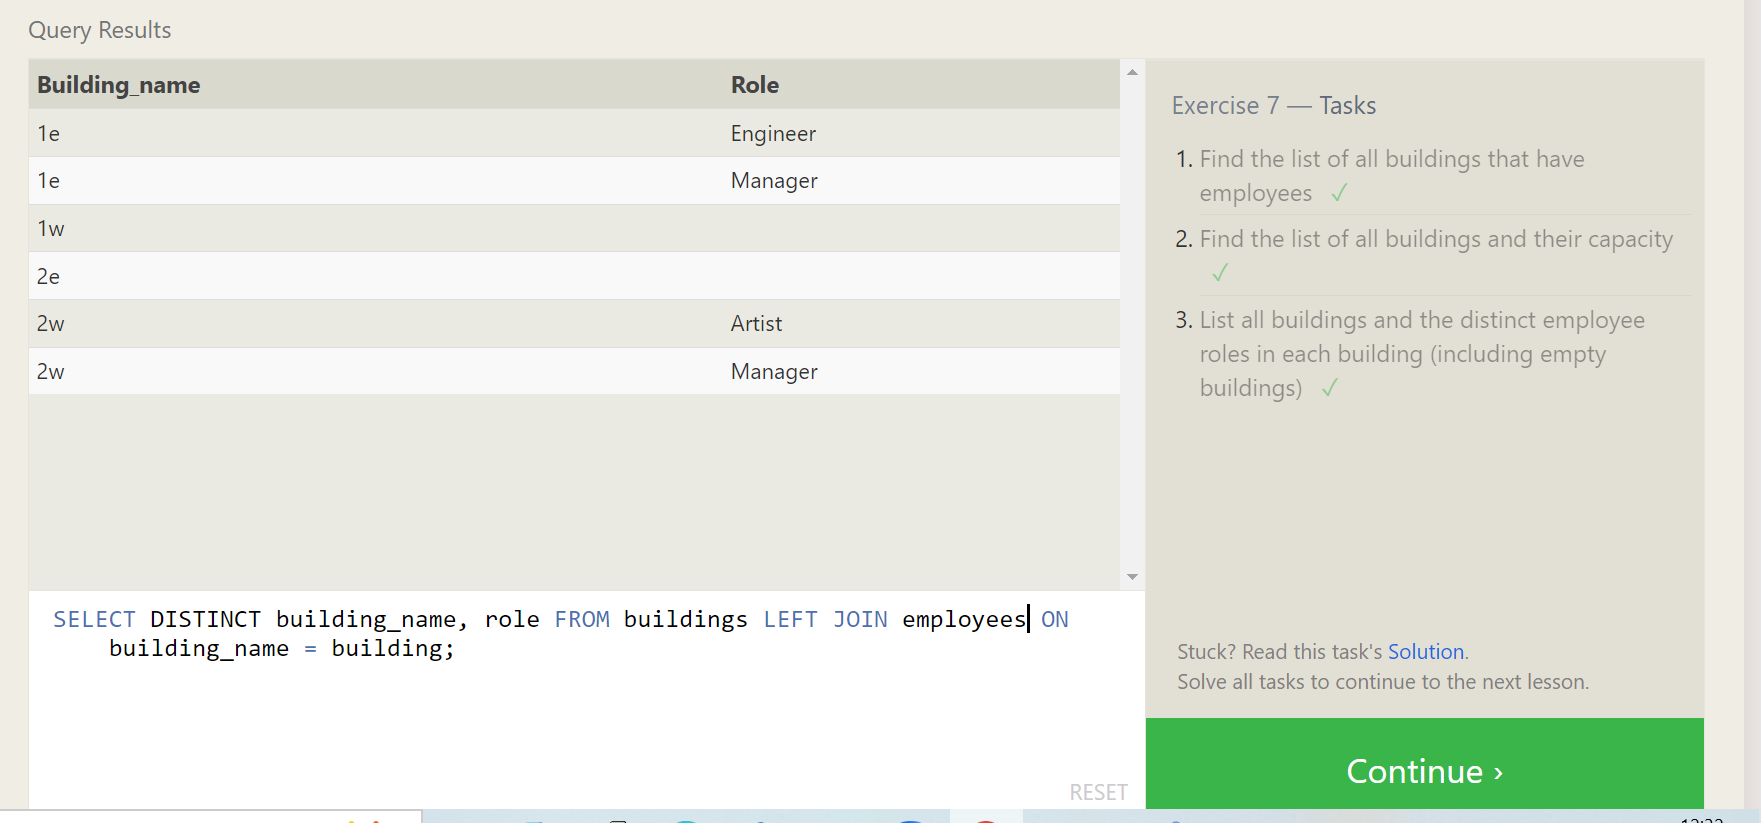 Query Results
Building_name Role
1e Engineer
1e Manager
1w
2e
2w Artist
2w Manager
SELECT DISTINCT building_name, role FROM buildings LEFT JOIN employees ON
building_name = building;
RESET
Exercise 7 — Tasks
1. Find the list of all buildings that have
employees ✓
2. Find the list of all buildings and their capacity
✓
3. List all buildings and the distinct employee
roles in each building (including empty
buildings) ✓
Stuck? Read this task's Solution.
Solve all tasks to continue to the next lesson.
Continue ›